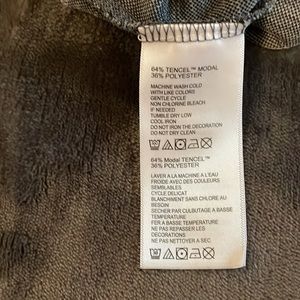 64% TENCEL™ MODAL
36% POLYESTER
MACHINE WASH COLD
WITH LIKE COLORS
GENTLE CYCLE
NON CHLORINE BLEACH
IF NEEDED
TUMBLE DRY LOW
COOL IRON
DO NOT IRON THE DECORATION
DO NOT DRY CLEAN
64% Modal TENCEL™
36% POLYESTER
LAVER A LA MACHINE A L'EAU
FROIDE AVEC DES COULEURS
SEMBLABLES
CYCLE DELICAT
BLANCHIMENT SANS CHLORE AU
BESOIN
SECHER PAR CULBUTAGE A BASSE
TEMPERATURE
FER A BASSE TEMPERATURE
NE PAS REPASSER LES
DECORATIONS
NE PAS NETTOYER A SEC